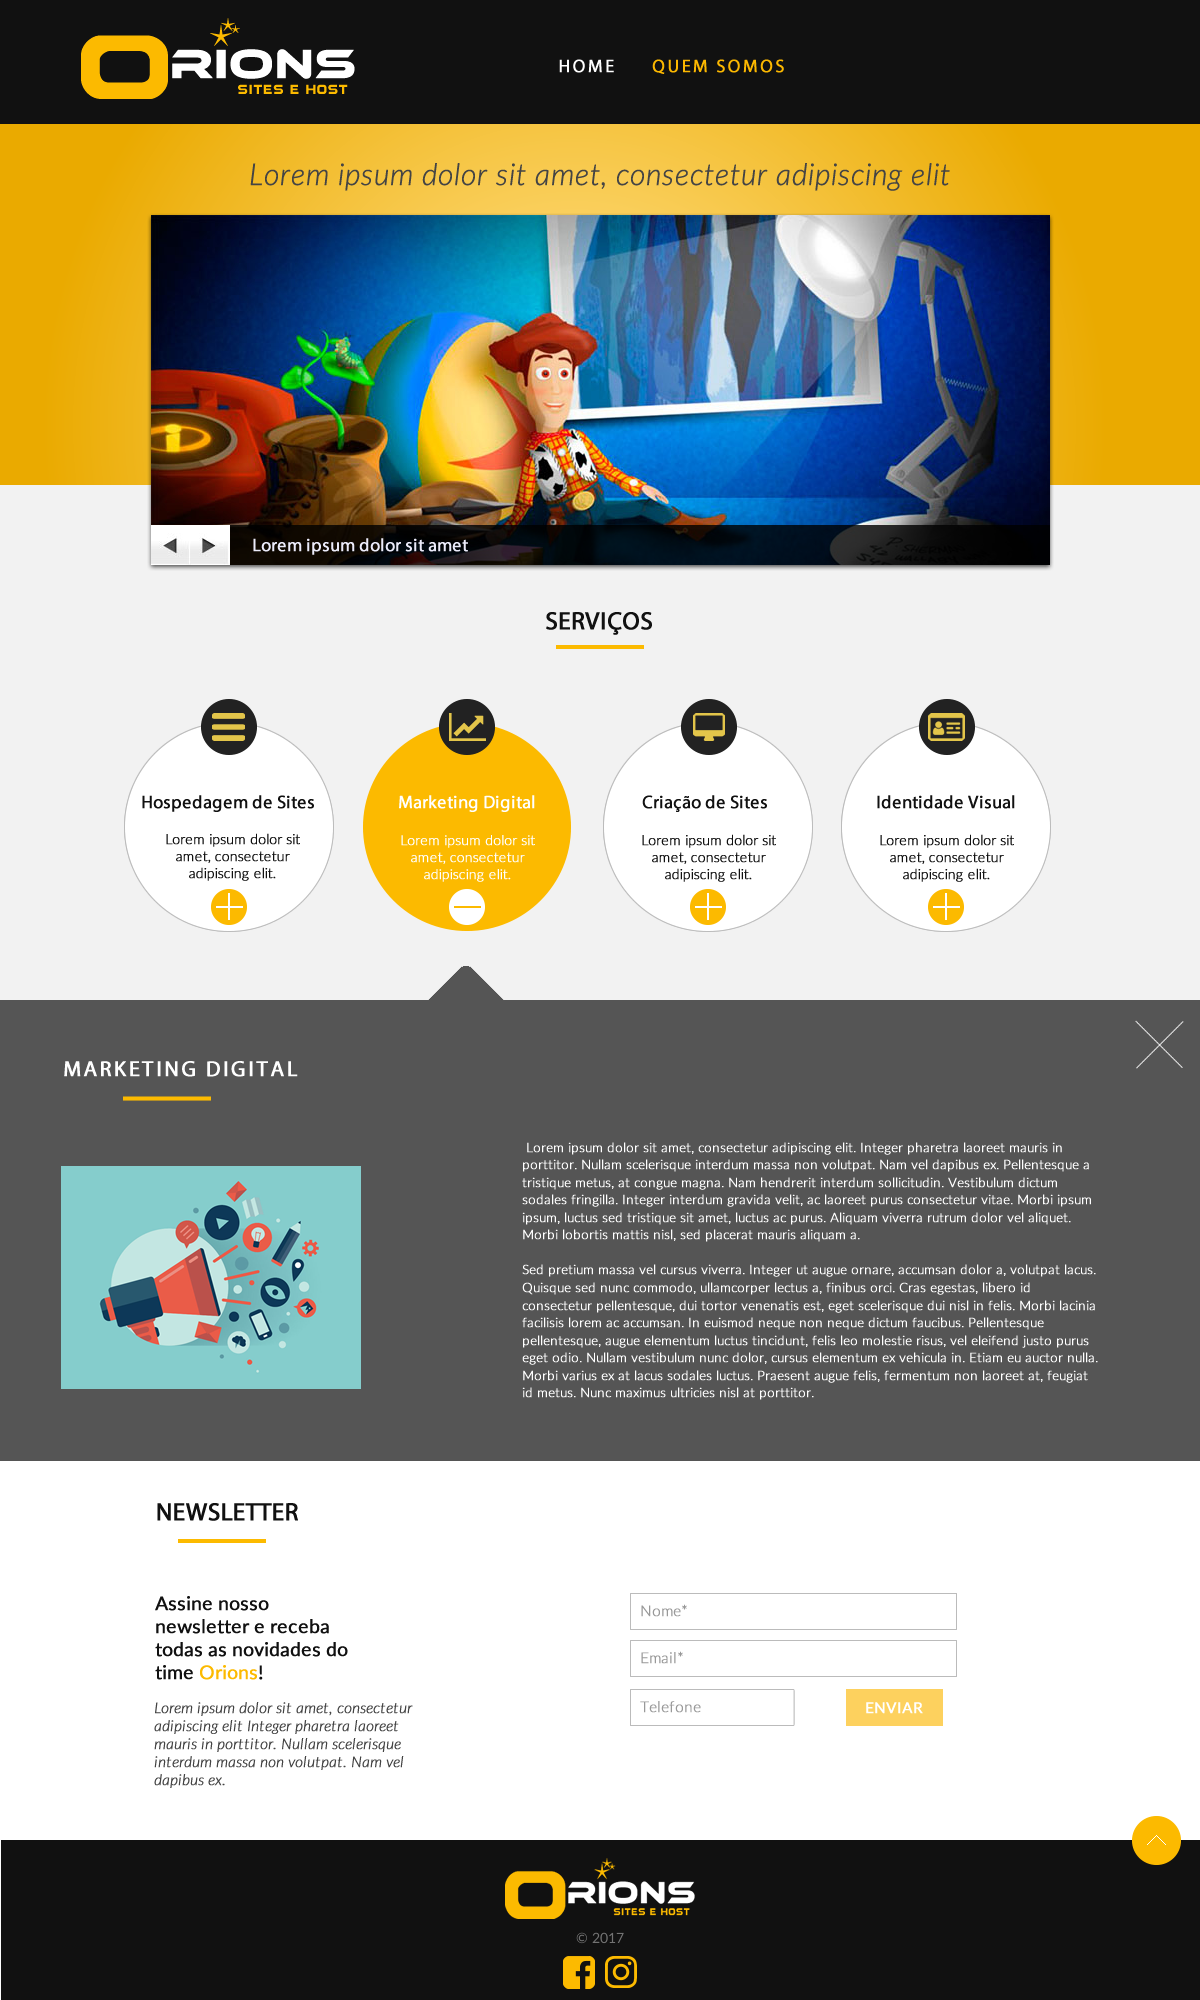 ORIONS
SITES E HOST
HOME QUEM SOMOS
Lorem ipsum dolor sit amet, consectetur adipiscing elit
Lorem ipsum dolor sit amet
SERVIÇOS
Hospedagem de Sites
Lorem ipsum dolor sit
amet, consectetur
adipiscing elit.
Marketing Digital
Lorem ipsum dolor sit
amet, consectetur
adipiscing elit.
Criação de Sites
Lorem ipsum dolor sit
amet, consectetur
adipiscing elit.
Identidade Visual
Lorem ipsum dolor sit
amet, consectetur
adipiscing elit.
MARKETING DIGITAL
Lorem ipsum dolor sit amet, consectetur adipiscing elit. Integer pharetra laoreet mauris in
porttitor. Nullam scelerisque interdum massa non volutpat. Nam vel dapibus ex. Pellentesque a
tristique metus, at congue magna. Nam hendrerit interdum sollicitudin. Vestibulum dictum
sodales fringilla. Integer interdum gravida velit, ac laoreet purus consectetur vitae. Morbi ipsum
ipsum, luctus sed tristique sit amet, luctus ac purus. Aliquam viverra rutrum dolor vel aliquet.
Morbi lobortis mattis nisl, sed placerat mauris aliquam a.
Sed pretium massa vel cursus viverra. Integer ut augue ornare, accumsan dolor a, volutpat lacus.
Quisque sed nunc commodo, ullamcorper lectus a, finibus orci. Cras egestas, libero id
consectetur pellentesque, dui tortor venenatis est, eget scelerisque dui nisl in felis. Morbi lacinia
facilisis lorem ac accumsan. In euismod neque non neque dictum faucibus. Pellentesque
pellentesque, augue elementum luctus tincidunt, felis leo molestie risus, vel eleifend justo purus
eget odio. Nullam vestibulum nunc dolor, cursus elementum ex vehicula in. Etiam eu auctor nulla.
Morbi varius ex at lacus sodales luctus. Praesent augue felis, fermentum non laoreet at, feugiat
id metus. Nunc maximus ultricies nisl at porttitor.
NEWSLETTER
Assine nosso
newsletter e receba
todas as novidades do
time Orions!
Lorem ipsum dolor sit amet, consectetur
adipiscing elit Integer pharetra laoreet
mauris in porttitor. Nullam scelerisque
interdum massa non volutpat. Nam vel
dapibus ex.
Nome*
Email*
Telefone
ENVIAR
ORIONS
SITES E HOST
© 2017